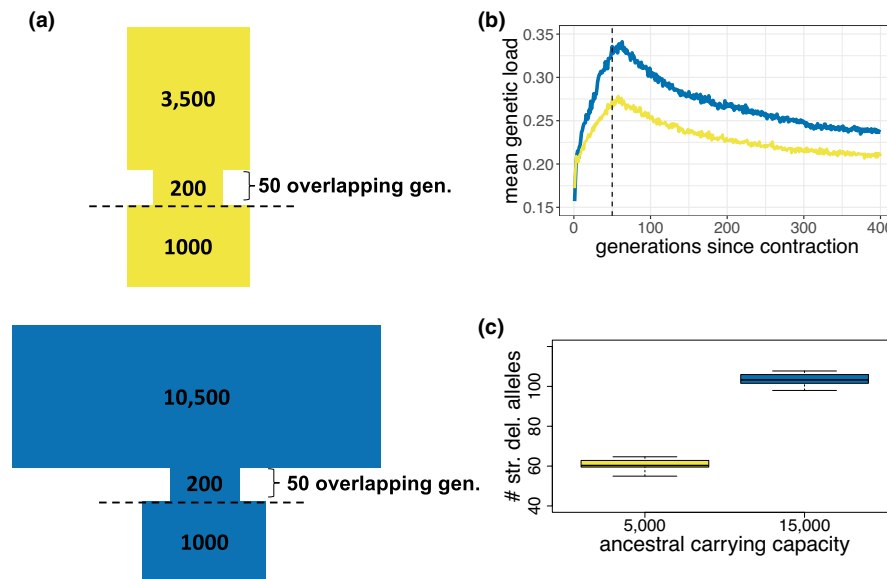 (a)
3,500
200
50 overlapping gen.
1000
10,500
200
50 overlapping gen.
1000
(b)
mean genetic load
0.35
0.30
0.25
0.20
0.15
0 100 200 300 400
generations since contraction
(c)
# str. del. alleles
100
80
60
40
5,000 15,000
ancestral carrying capacity